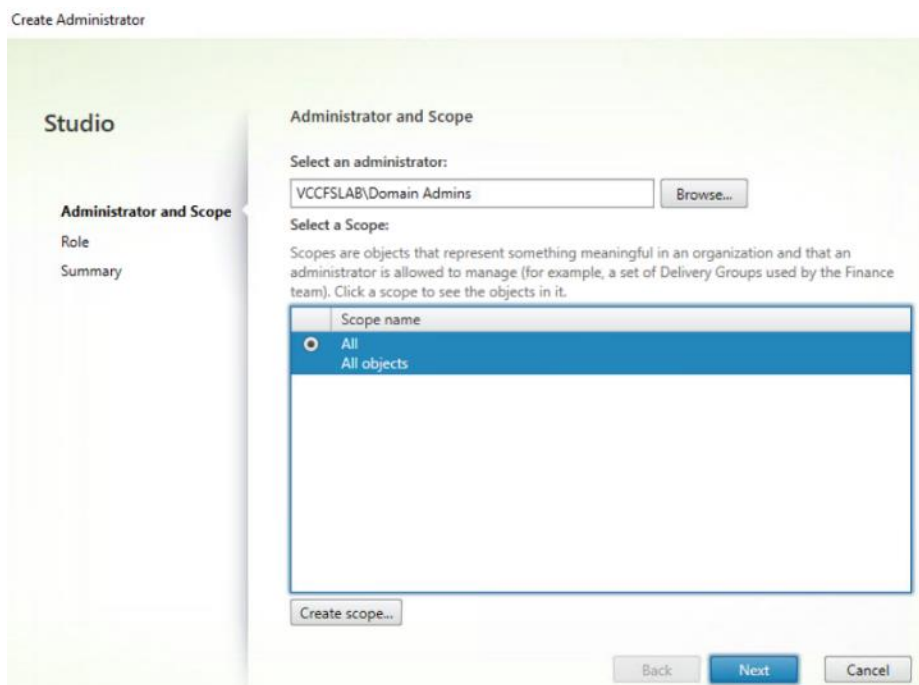 Create Administrator
Studio
Administrator and Scope
Role
Summary
Administrator and Scope
Select an administrator:
VCCFSLAB\Domain Admins
Browse...
Select a Scope:
Scopes are objects that represent something meaningful in an organization and that an
administrator is allowed to manage (for example, a set of Delivery Groups used by the Finance
team). Click a scope to see the objects in it.
Scope name
All
All objects
Create scope...
Back
Next
Cancel